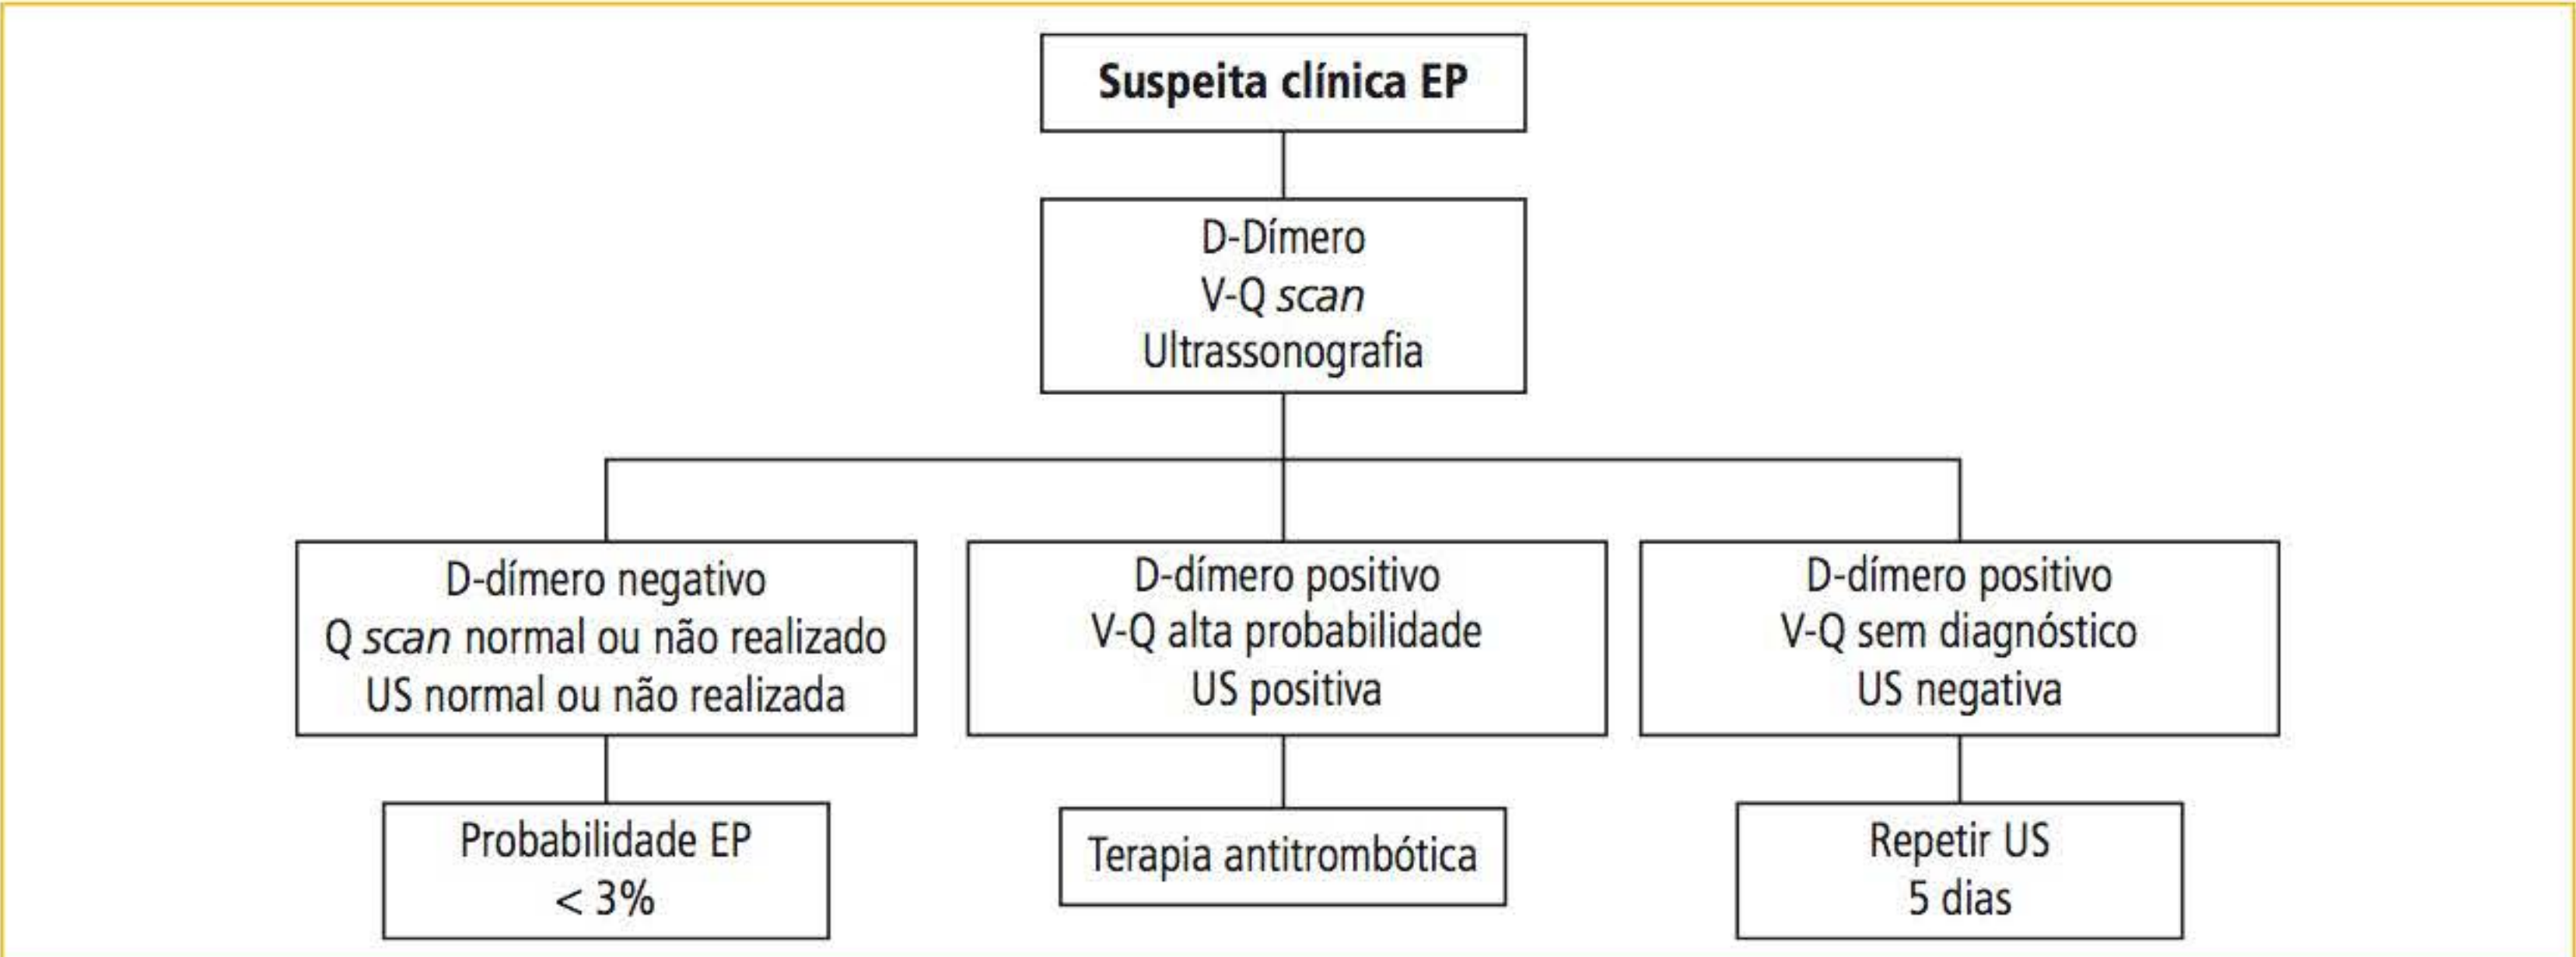 Suspeita clínica EP
D-Dímero
V-Q scan
Ultrassonografia
D-dímero negativo
Q scan normal ou não realizado
US normal ou não realizada
D-dímero positivo
V-Q alta probabilidade
US positiva
D-dímero positivo
V-Q sem diagnóstico
US negativa
Probabilidade EP
< 3%
Terapia antitrombótica
Repetir US
5 dias